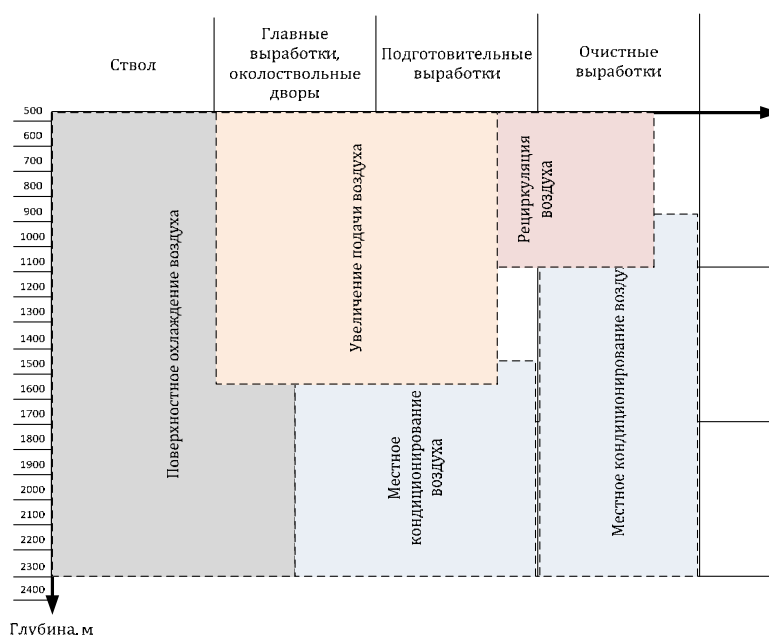 Ствол
Главные
выработки,
околоствольные
дворы
Подготовительные
выработки
Очистные
выработки
500
600
700
800
900
1000
1100
1200
1300
1400
1500
1600
1700
1800
1900
2000
2100
2200
2300
2400
Глубина, м
Поверхностное охлаждение воздуха
Увеличение подачи воздуха
Рециркуляция
воздуха
Местное
кондиционирование
воздуха
Местное кондиционирование возду